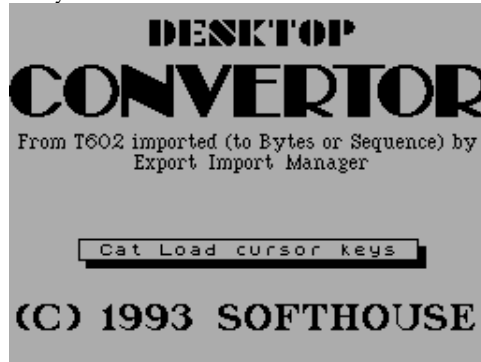 DESKTOP
CONVERTOR
From T602 imported (to Bytes or Sequence) by
Export Import Manager
Cat Load cursor keys
(C) 1993 SOFTHOUSE